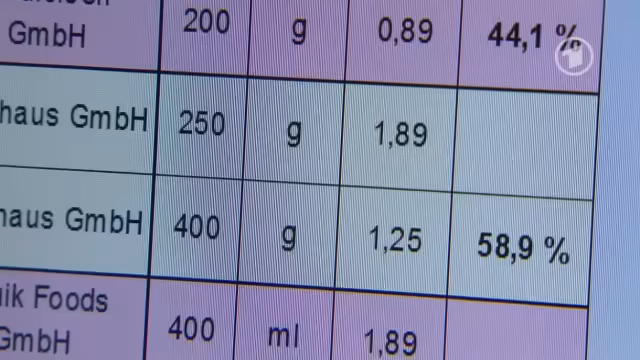 GmbH 200 g 0,89 44,1 %
haus GmbH 250 g 1,89
haus GmbH 400 g 1,25 58,9 %
ik Foods
GmbH 400 ml 1,89